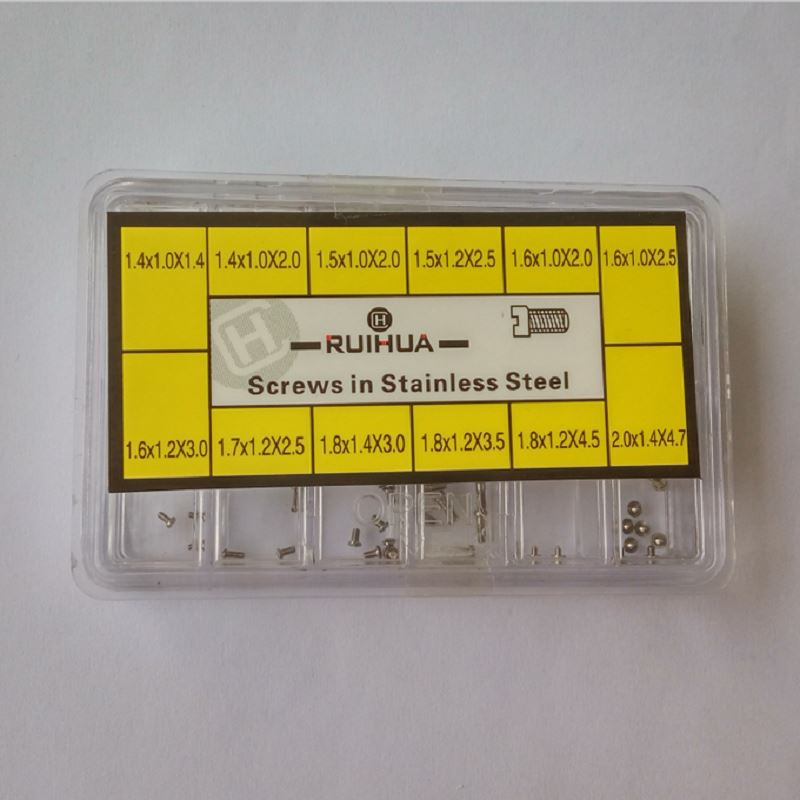 1.4x1.0X1.4 1.4x1.0X2.0 1.5x1.0X2.0 1.5x1.2X2.5 1.6x1.0X2.0 1.6x1.0X2.5
H
H
RUIHUA
Screws in Stainless Steel
1.6x1.2X3.0 1.7x1.2X2.5 1.8x1.4X3.0 1.8x1.2X3.5 1.8x1.2X4.5 2.0x1.4X4.7
OPEN